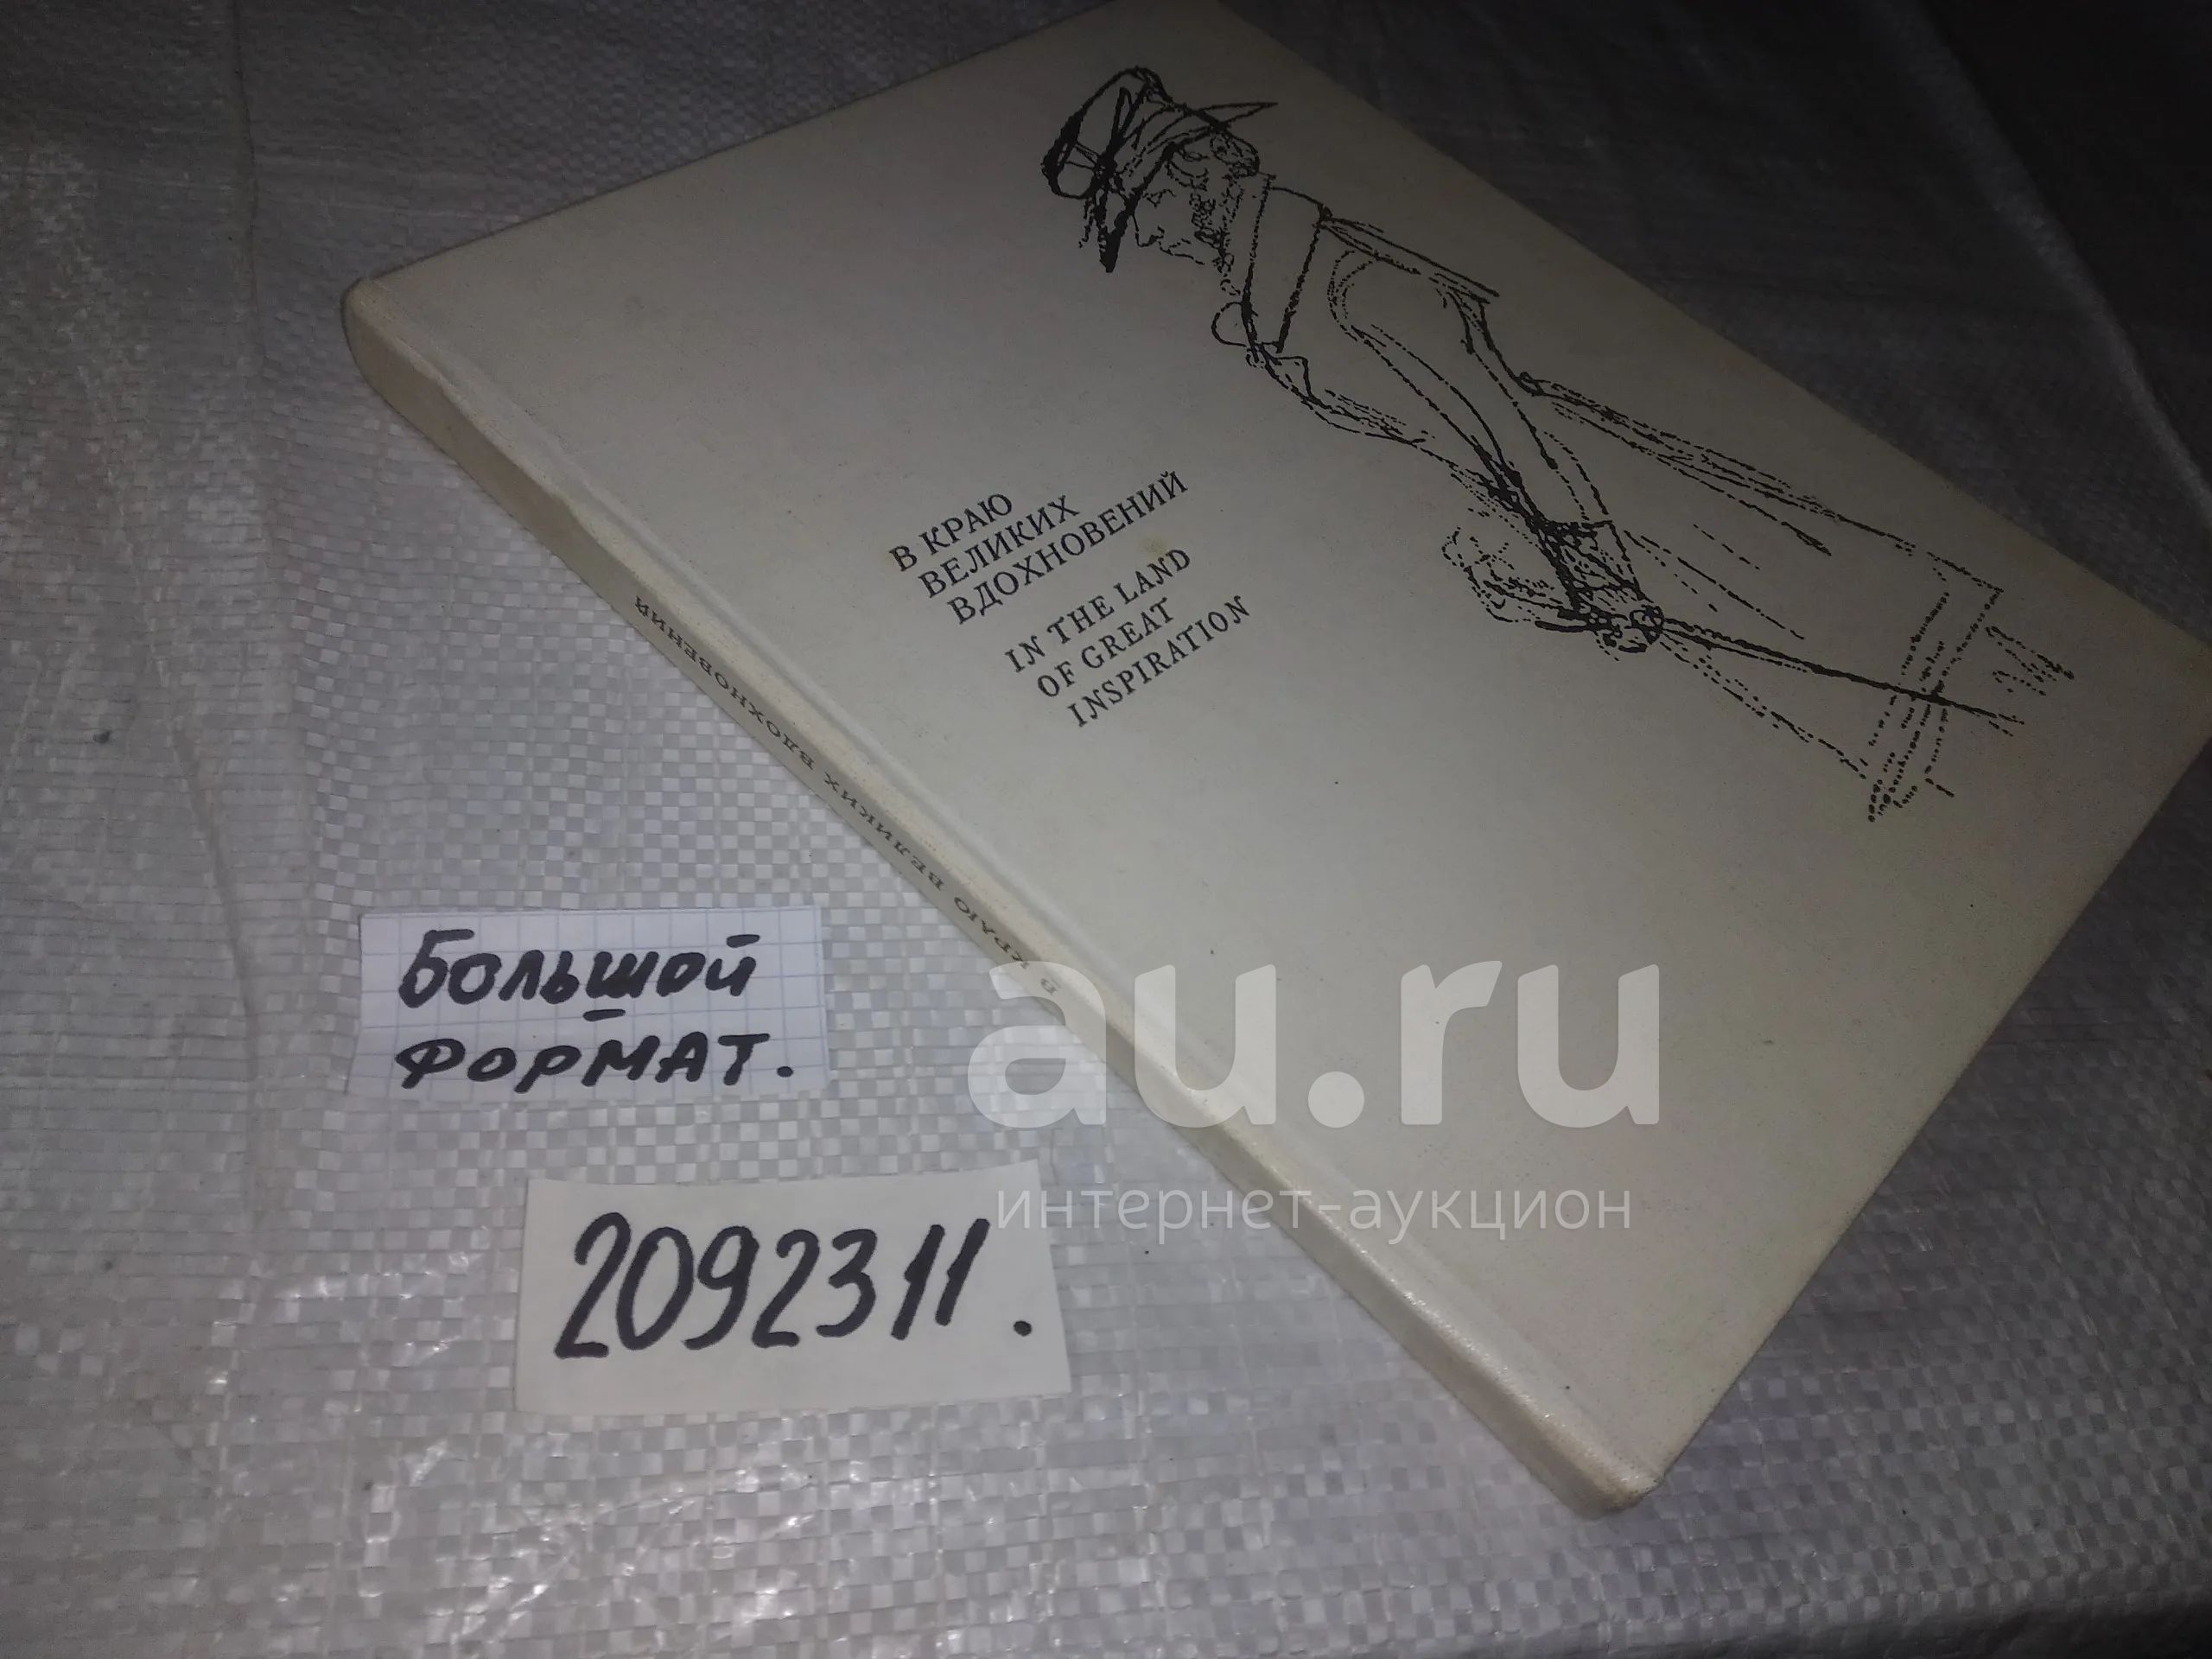 В КРАЮ
ВЕЛИКИХ
ВДОХНОВЕНИЙ
IN THE LAND
OF GREAT
INSPIRATION
В КРАЮ ВЕЛИКИХ ВДОХНОВЕНИЙ
БОЛЬШОЙ
ФОРМАТ.
2092311.
au.ru
интернет-аукцион